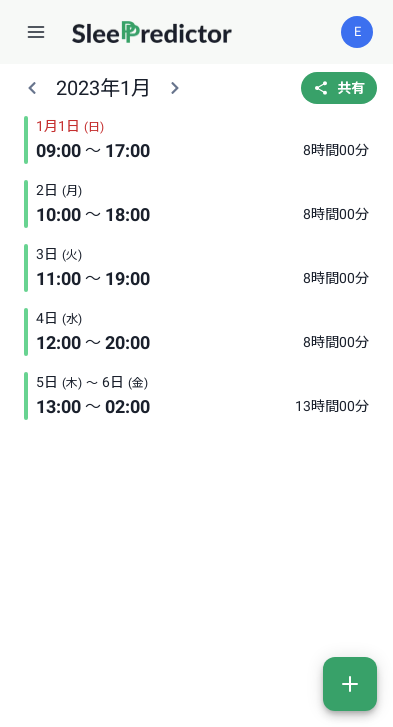 SleePredictor
E
2023年1月
共有
1月1日 (日)
09:00 〜 17:00 8時間00分
2日 (月)
10:00 〜 18:00 8時間00分
3日 (火)
11:00 〜 19:00 8時間00分
4日 (水)
12:00 〜 20:00 8時間00分
5日 (木) 〜 6日 (金)
13:00 〜 02:00 13時間00分